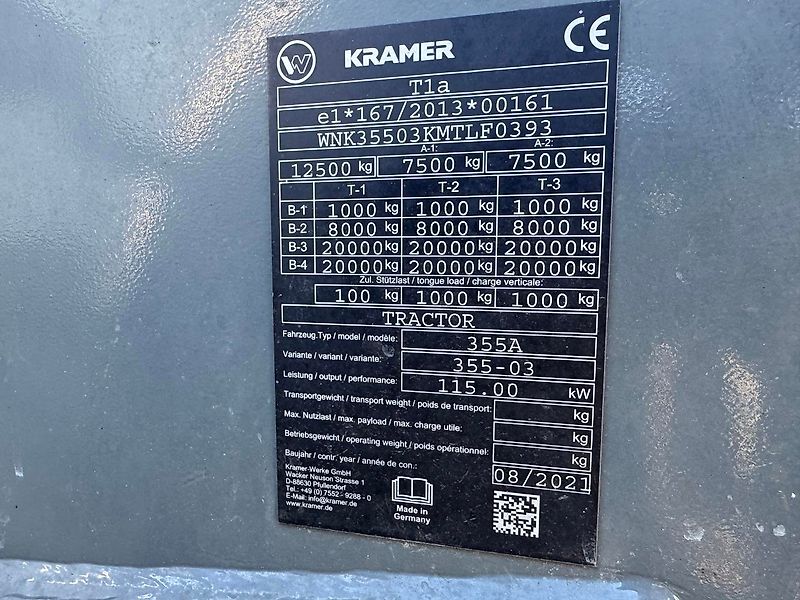 W KRAMER CE
T1a
e1*167/2013*00161
WNK35503KMTLF0393
A-1: A-2:
12500 kg 7500 kg 7500 kg
T-1 T-2 T-3
B-1 1000 kg 1000 kg 1000 kg
B-2 8000 kg 8000 kg 8000 kg
B-3 20000 kg 20000 kg 20000 kg
B-4 20000 kg 20000 kg 20000 kg
Zul. Stützlast / tongue load / charge verticale:
100 kg 1000 kg 1000 kg
TRACTOR
Fahrzeug.Typ / model / modèle: 355A
Variante / variant / variante: 355-03
Leistung / output / performance: 115.00 kW
Transportgewicht / transport weight / poids de transport: kg
Max. Nutzlast / max. payload / max. charge utile: kg
Betriebsgewicht / operating weight / poids opérationnel: kg
Baujahr / contr. year / année de con.: 08/2021
Kramer-Werke GmbH
Wacker Neuson Strasse 1
D-88630 Pfullendorf
Tel.: +49 (0) 7552 - 9288 - 0
E-Mail: info@kramer.de
www.kramer.de
Made in
Germany